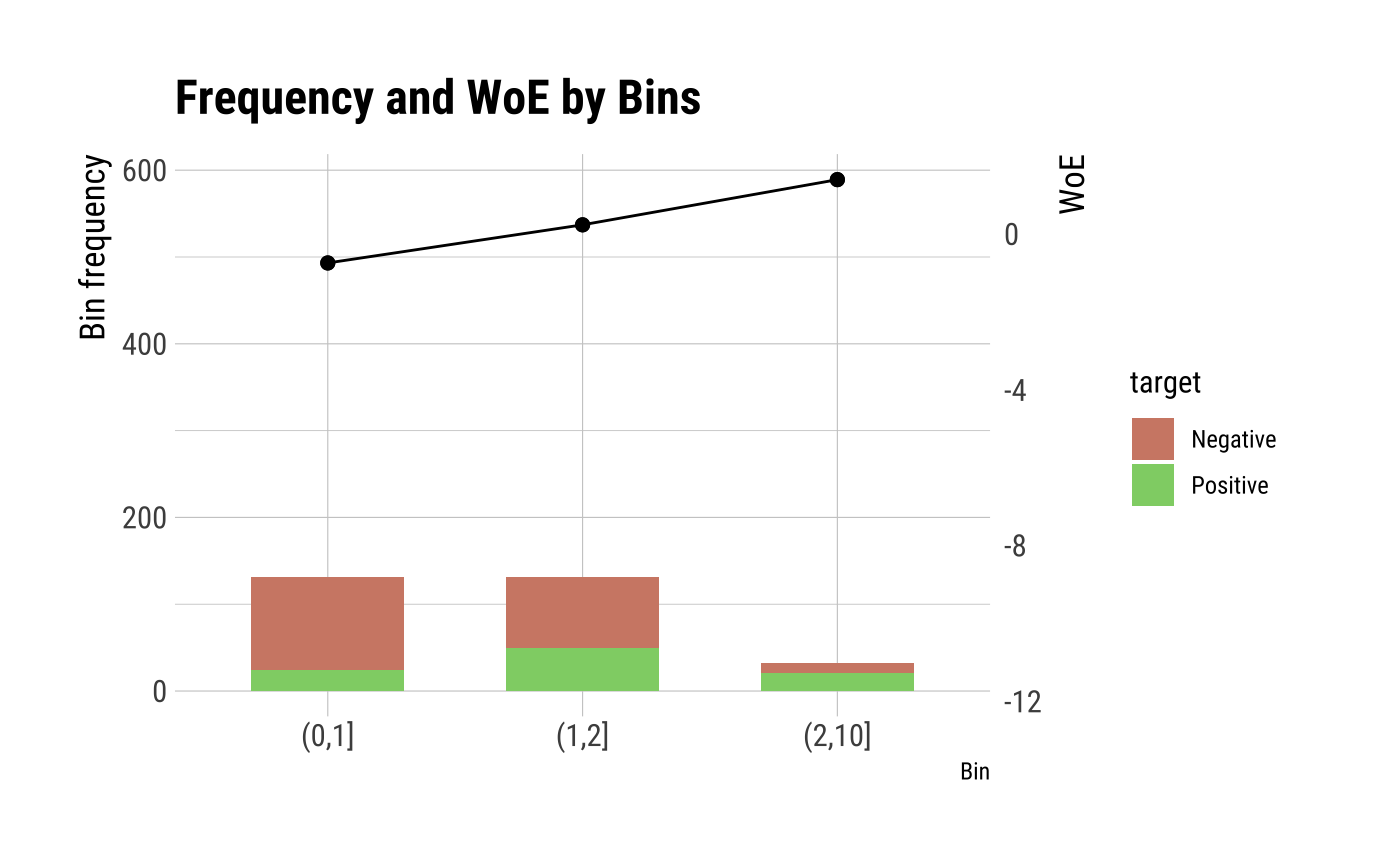 Frequency and WoE by Bins
Bin frequency
600
400
200
0
WoE
0
-4
-8
-12
(0,1]
(1,2]
(2,10]
Bin
target
Negative
Positive